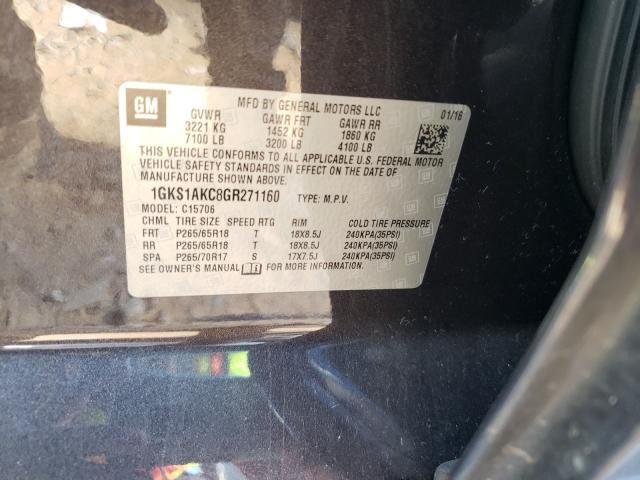 GM
MFD BY GENERAL MOTORS LLC
01/16
GVWR GAWR FRT GAWR RR
3221 KG 1452 KG 1860 KG
7100 LB 3200 LB 4100 LB
THIS VEHICLE CONFORMS TO ALL APPLICABLE U.S. FEDERAL MOTOR
VEHICLE SAFETY STANDARDS IN EFFECT ON THE DATE OF
MANUFACTURE SHOWN ABOVE.
1GKS1AKC8GR271160 TYPE: M.P.V.
MODEL: C15706
CHML TIRE SIZE SPEED RTG RIM COLD TIRE PRESSURE
FRT P265/65R18 T 18X8.5J 240KPA(35PSI)
RR P265/65R18 T 18X8.5J 240KPA(35PSI)
SPA P265/70R17 S 17X7.5J 240KPA(35PSI)
SEE OWNER'S MANUAL FOR MORE INFORMATION.